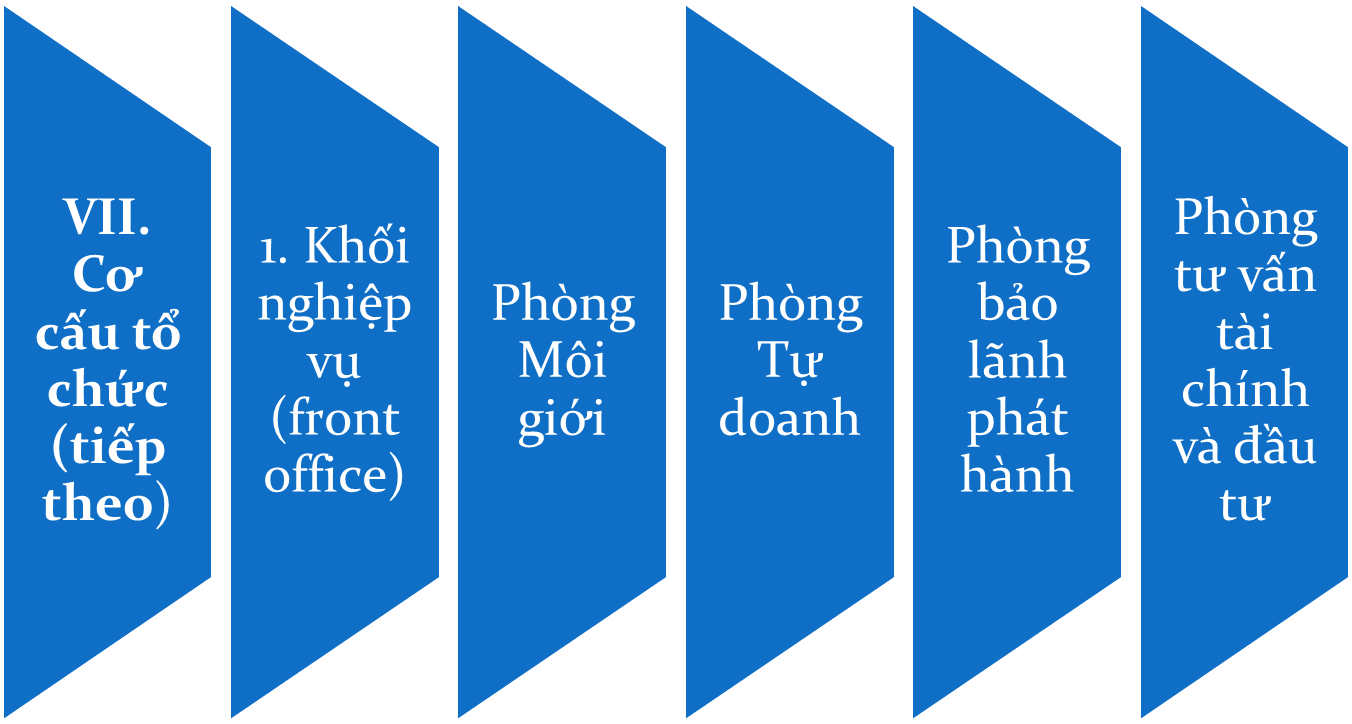 VII.
Cơ
cấu tổ
chức
(tiếp
theo)
1. Khối
nghiệp
vụ
(front
office)
Phòng
Môi
giới
Phòng
Tự
doanh
Phòng
bảo
lãnh
phát
hành
Phòng
tư vấn
tài
chính
và đầu
tư